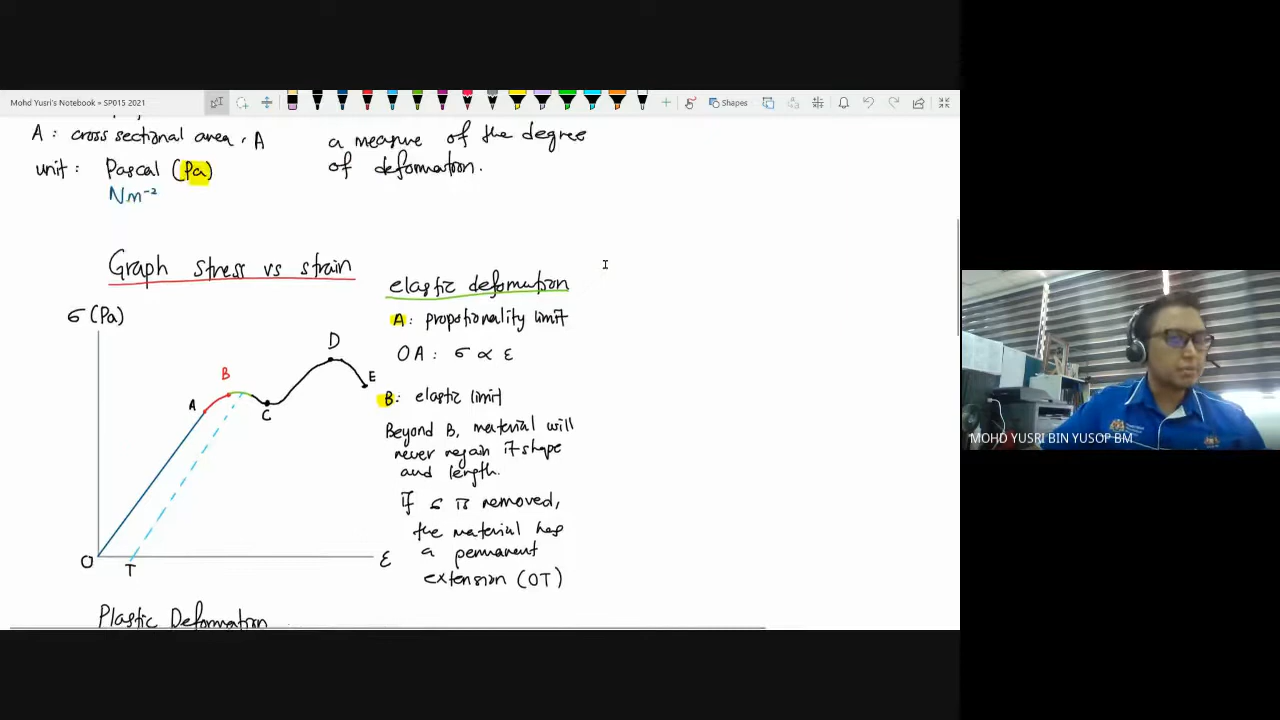 Mohd Yusri's Notebook » SP015 2021
Shapes
A : cross sectional area, A
unit : Pascal (Pa)
Nm⁻²
a measure of the degree
of deformation.
Graph stress vs strain
σ (Pa)
A
B
C
D
E
O
T
ε
elastic deformation
A : propotionality limit
OA : σ ∝ ε
B : elastic limit
Beyond B, material will
never regain it shape
and length.
If σ is removed,
the material has
a permanent
extension (OT)
Plastic Deformation
MOHD YUSRI BIN YUSOP BM